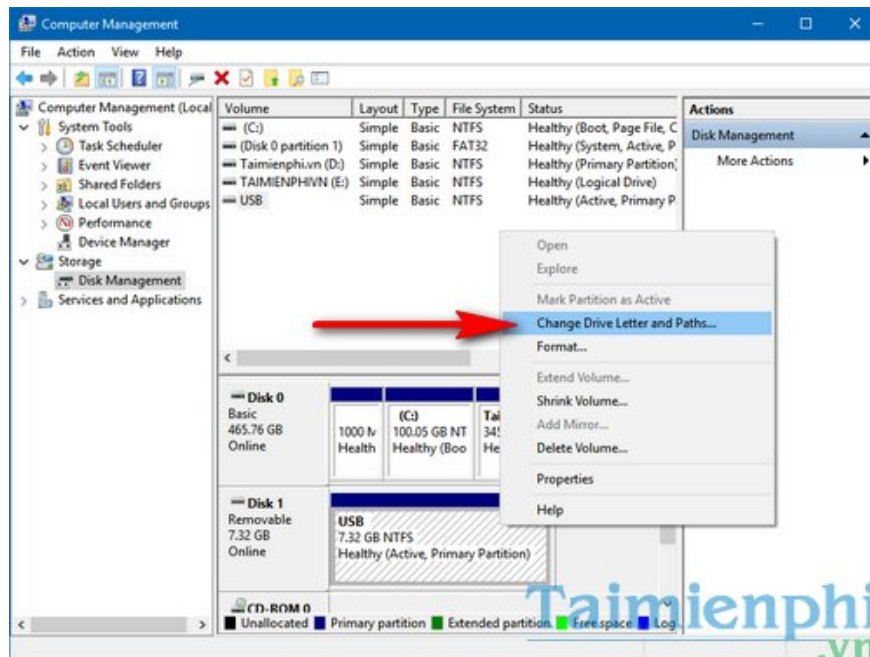 Computer Management
File Action View Help
Computer Management (Local
System Tools
Task Scheduler
Event Viewer
Shared Folders
Local Users and Groups
Performance
Device Manager
Storage
Disk Management
Services and Applications
Volume Layout Type File System Status
(C:) Simple Basic NTFS Healthy (Boot, Page File, C
(Disk 0 partition 1) Simple Basic FAT32 Healthy (System, Active, P
Taimienphi.vn (D:) Simple Basic NTFS Healthy (Primary Partition)
TAIMIENPHIVN (E:) Simple Basic NTFS Healthy (Logical Drive)
USB Simple Basic NTFS Healthy (Active, Primary P
Actions
Disk Management
More Actions
Open
Explore
Mark Partition as Active
Change Drive Letter and Paths...
Format...
Extend Volume...
Shrink Volume...
Add Mirror...
Delete Volume...
Properties
Help
Disk 0
Basic
465.76 GB
Online
1000 M
Health
(C:)
100.05 GB NT
Healthy (Boo
Tai
345
He
Disk 1
Removable
7.32 GB
Online
USB
7.32 GB NTFS
Healthy (Active, Primary Partition)
CD-ROM 0
Unallocated Primary partition Extended partition Free space Log
Taimienphi
.vn